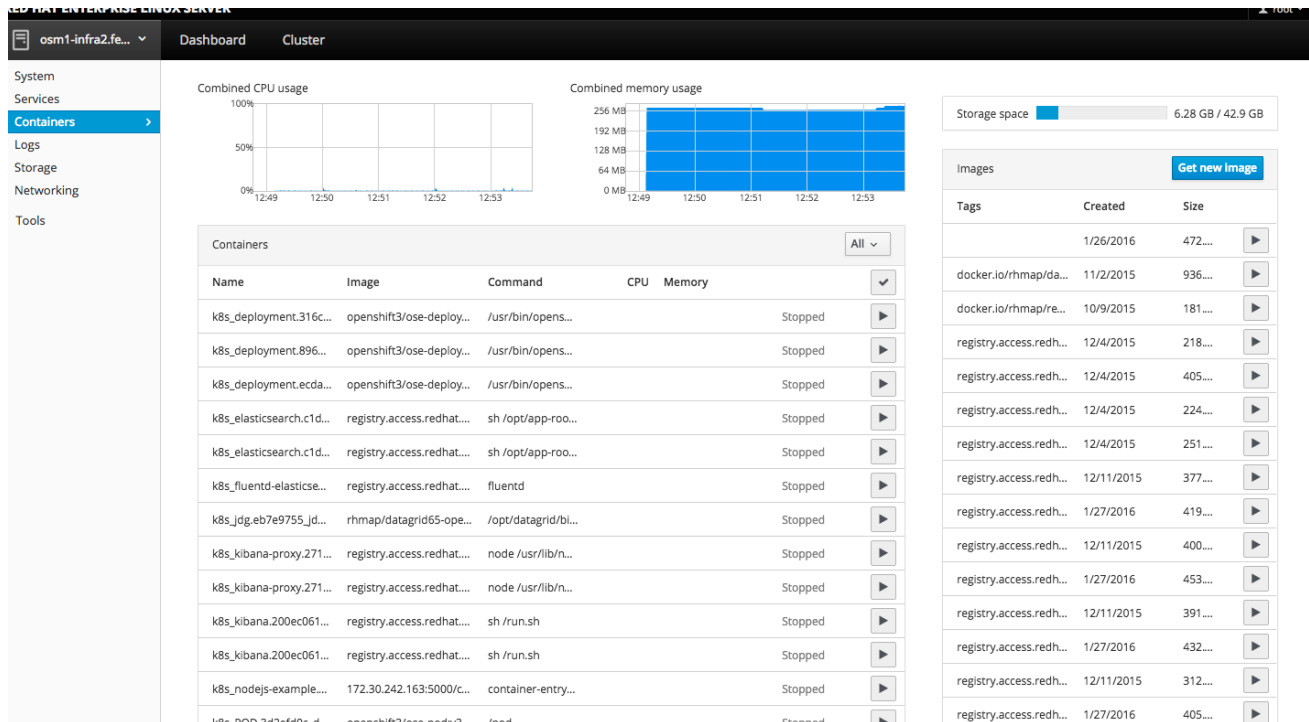 RED HAT ENTERPRISE LINUX SERVER
root
osm1-infra2.fe...
Dashboard
Cluster
System
Services
Containers
Logs
Storage
Networking
Tools
Combined CPU usage
100%
50%
0%
12:49 12:50 12:51 12:52 12:53
Combined memory usage
256 MB
192 MB
128 MB
64 MB
0 MB
12:49 12:50 12:51 12:52 12:53
Storage space 6.28 GB / 42.9 GB
Containers All
Name Image Command CPU Memory
k8s_deployment.316c... openshift3/ose-deploy... /usr/bin/opens... Stopped
k8s_deployment.896... openshift3/ose-deploy... /usr/bin/opens... Stopped
k8s_deployment.ecda... openshift3/ose-deploy... /usr/bin/opens... Stopped
k8s_elasticsearch.c1d... registry.access.redhat.... sh /opt/app-roo... Stopped
k8s_elasticsearch.c1d... registry.access.redhat.... sh /opt/app-roo... Stopped
k8s_fluentd-elasticse... registry.access.redhat.... fluentd Stopped
k8s_jdg.eb7e9755_jd... rhmap/datagrid65-ope... /opt/datagrid/bi... Stopped
k8s_kibana-proxy.271... registry.access.redhat.... node /usr/lib/n... Stopped
k8s_kibana-proxy.271... registry.access.redhat.... node /usr/lib/n... Stopped
k8s_kibana.200ec061... registry.access.redhat.... sh /run.sh Stopped
k8s_kibana.200ec061... registry.access.redhat.... sh /run.sh Stopped
k8s_nodejs-example.... 172.30.242.163:5000/c... container-entry... Stopped
Images Get new image
Tags Created Size
1/26/2016 472....
docker.io/rhmap/da... 11/2/2015 936....
docker.io/rhmap/re... 10/9/2015 181....
registry.access.redh... 12/4/2015 218....
registry.access.redh... 12/4/2015 405....
registry.access.redh... 12/4/2015 224....
registry.access.redh... 12/4/2015 251....
registry.access.redh... 12/11/2015 377....
registry.access.redh... 1/27/2016 419....
registry.access.redh... 12/11/2015 400....
registry.access.redh... 1/27/2016 453....
registry.access.redh... 12/11/2015 391....
registry.access.redh... 1/27/2016 432....
registry.access.redh... 12/11/2015 312....
registry.access.redh... 1/27/2016 405....